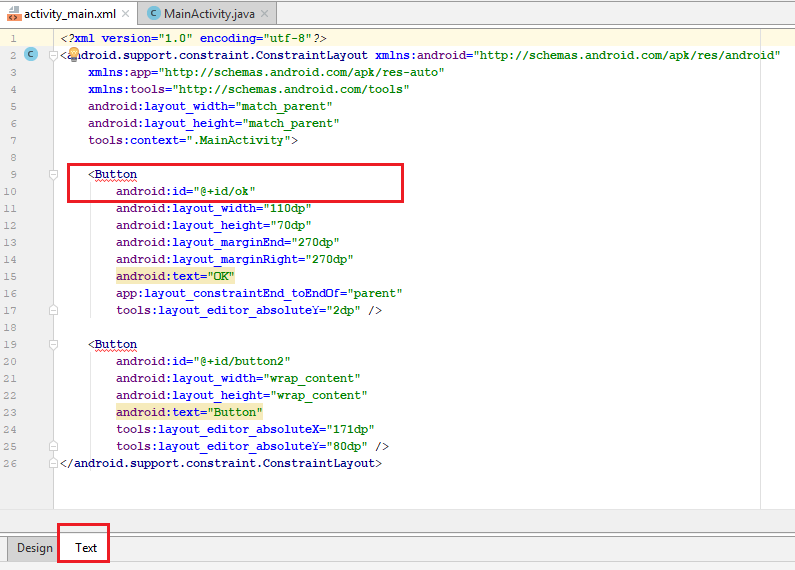 activity_main.xml MainActivity.java
1 <?xml version="1.0" encoding="utf-8"?>
2 C <android.support.constraint.ConstraintLayout xmlns:android="http://schemas.android.com/apk/res/android"
3 xmlns:app="http://schemas.android.com/apk/res-auto"
4 xmlns:tools="http://schemas.android.com/tools"
5 android:layout_width="match_parent"
6 android:layout_height="match_parent"
7 tools:context=".MainActivity">
8
9 <Button
10 android:id="@+id/ok"
11 android:layout_width="110dp"
12 android:layout_height="70dp"
13 android:layout_marginEnd="270dp"
14 android:layout_marginRight="270dp"
15 android:text="OK"
16 app:layout_constraintEnd_toEndOf="parent"
17 tools:layout_editor_absoluteY="2dp" />
18
19 <Button
20 android:id="@+id/button2"
21 android:layout_width="wrap_content"
22 android:layout_height="wrap_content"
23 android:text="Button"
24 tools:layout_editor_absoluteX="171dp"
25 tools:layout_editor_absoluteY="80dp" />
26 </android.support.constraint.ConstraintLayout>
Design Text